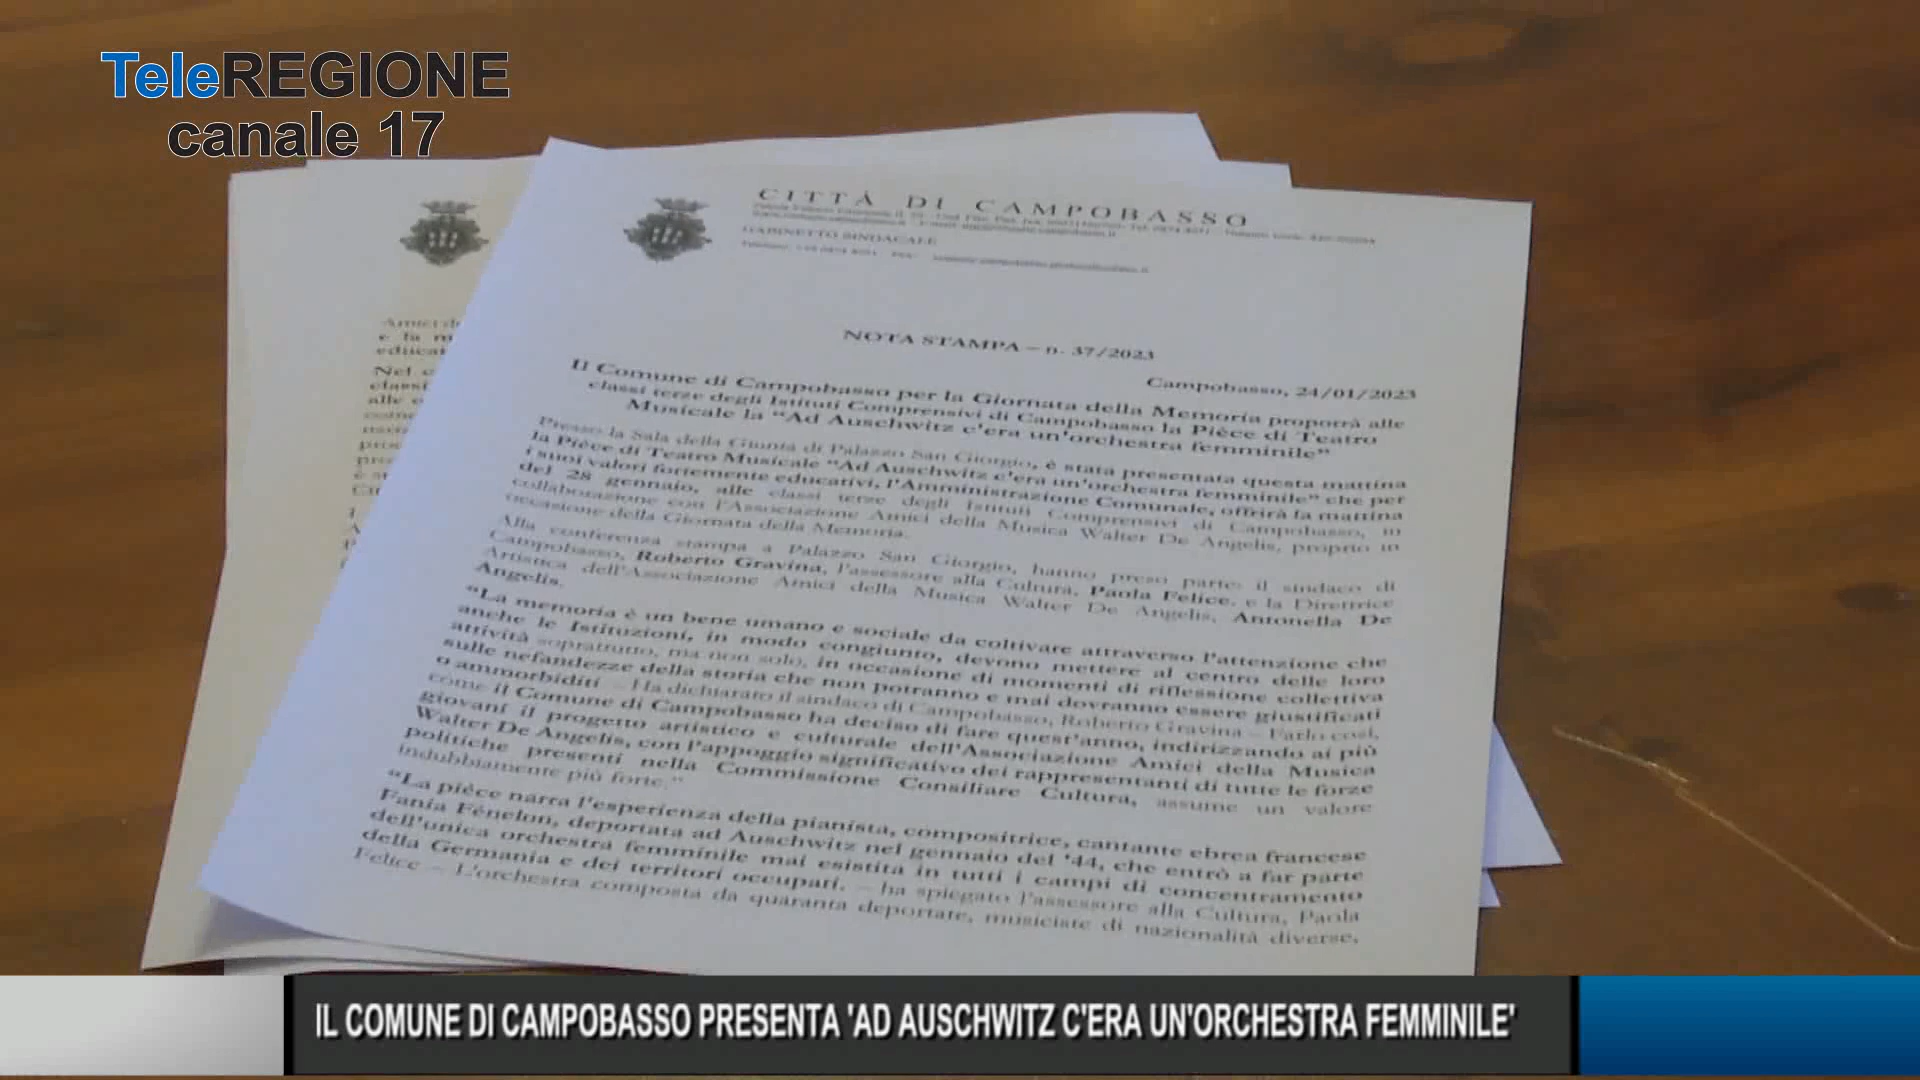 TeleREGIONE
canale 17
CITTÀ DI CAMPOBASSO
GABINETTO SINDACALE
NOTA STAMPA – n. 37/2023
Campobasso, 24/01/2023
Il Comune di Campobasso per la Giornata della Memoria proporrà alle
classi terze degli Istituti Comprensivi di Campobasso la Pièce di Teatro
Musicale la “Ad Auschwitz c’era un’orchestra femminile”
Presso la Sala della Giunta di Palazzo San Giorgio, è stata presentata questa mattina
la Pièce di Teatro Musicale “Ad Auschwitz c’era un’orchestra femminile” che per
i suoi valori fortemente educativi, l’Amministrazione Comunale, offrirà la mattina
del 28 gennaio, alle classi terze degli Istituti Comprensivi di Campobasso, in
collaborazione con l’Associazione Amici della Musica Walter De Angelis, proprio in
occasione della Giornata della Memoria.
Alla conferenza stampa a Palazzo San Giorgio, hanno preso parte: il sindaco di
Campobasso, Roberto Gravina, l’assessore alla Cultura, Paola Felice, e la Direttrice
Artistica dell’Associazione Amici della Musica Walter De Angelis, Antonella De
Angelis.
“La memoria è un bene umano e sociale da coltivare attraverso l’attenzione che
anche le Istituzioni, in modo congiunto, devono mettere al centro delle loro
attività soprattutto, ma non solo, in occasione di momenti di riflessione collettiva
sulle nefandezze della storia che non potranno e mai dovranno essere giustificati
o ammorbiditi – Ha dichiarato il sindaco di Campobasso, Roberto Gravina – Farlo così,
come il Comune di Campobasso ha deciso di fare quest’anno, indirizzando ai più
giovani il progetto artistico e culturale dell’Associazione Amici della Musica
Walter De Angelis, con l’appoggio significativo dei rappresentanti di tutte le forze
politiche presenti nella Commissione Consiliare Cultura, assume un valore
indubbiamente più forte.”
“La pièce narra l’esperienza della pianista, compositrice, cantante ebrea francese
Fania Fénelon, deportata ad Auschwitz nel gennaio del ’44, che entrò a far parte
dell’unica orchestra femminile mai esistita in tutti i campi di concentramento
della Germania e dei territori occupati. – ha spiegato l’assessore alla Cultura, Paola
Felice – L’orchestra composta da quaranta deportate, musiciste di nazionalità diverse,
IL COMUNE DI CAMPOBASSO PRESENTA 'AD AUSCHWITZ C'ERA UN'ORCHESTRA FEMMINILE'